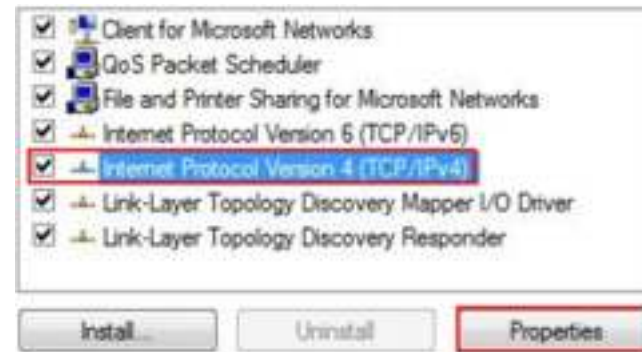 Client for Microsoft Networks
QoS Packet Scheduler
File and Printer Sharing for Microsoft Networks
Internet Protocol Version 6 (TCP/IPv6)
Internet Protocol Version 4 (TCP/IPv4)
Link-Layer Topology Discovery Mapper I/O Driver
Link-Layer Topology Discovery Responder
Install... Uninstall Properties